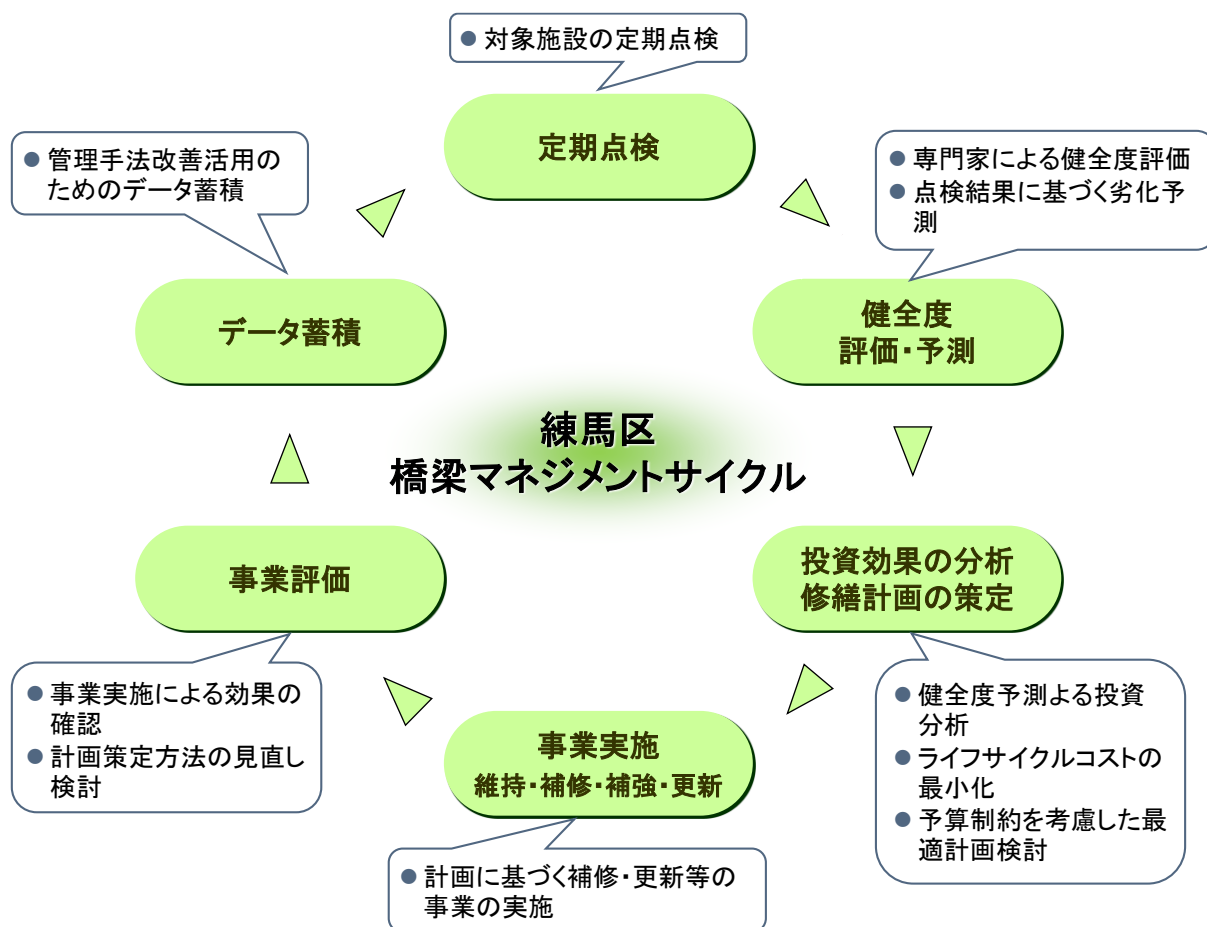 ● 対象施設の定期点検
定期点検
● 専門家による健全度評価
● 点検結果に基づく劣化予
測
健全度
評価・予測
投資効果の分析
修繕計画の策定
● 健全度予測よる投資
分析
● ライフサイクルコストの
最小化
● 予算制約を考慮した最
適計画検討
事業実施
維持・補修・補強・更新
● 計画に基づく補修・更新等の
事業の実施
事業評価
● 事業実施による効果の
確認
● 計画策定方法の見直し
検討
データ蓄積
● 管理手法改善活用の
ためのデータ蓄積
練馬区
橋梁マネジメントサイクル